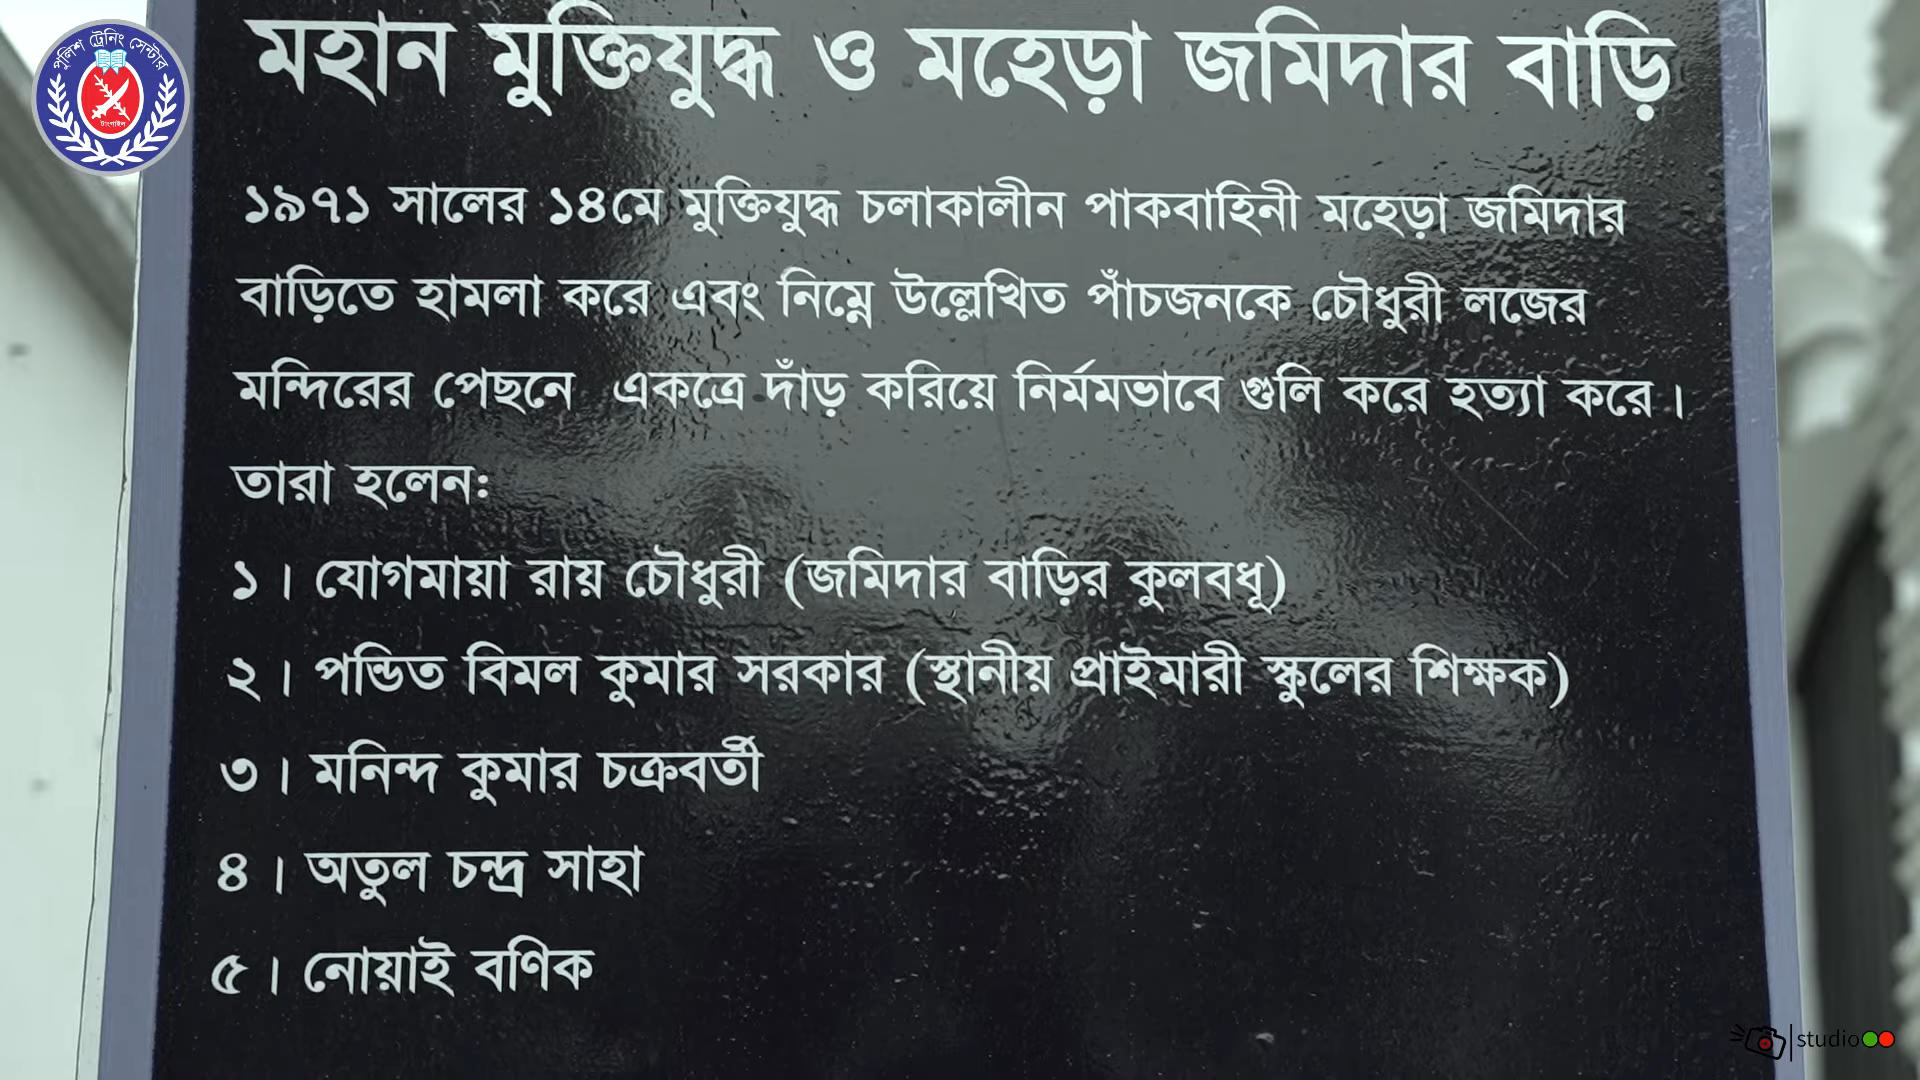 পুলিশ ট্রেনিং সেন্টার
টাংগাইল
মহান মুক্তিযুদ্ধ ও মহেড়া জমিদার বাড়ি
১৯৭১ সালের ১৪মে মুক্তিযুদ্ধ চলাকালীন পাকবাহিনী মহেড়া জমিদার
বাড়িতে হামলা করে এবং নিম্নে উল্লেখিত পাঁচজনকে চৌধুরী লজের
মন্দিরের পেছনে একত্রে দাঁড় করিয়ে নির্মমভাবে গুলি করে হত্যা করে।
তারা হলেন:
১। যোগমায়া রায় চৌধুরী (জমিদার বাড়ির কুলবধূ)
২। পন্ডিত বিমল কুমার সরকার (স্থানীয় প্রাইমারী স্কুলের শিক্ষক)
৩। মনিন্দ কুমার চক্রবর্তী
৪। অতুল চন্দ্র সাহা
৫। নোয়াই বণিক
studio